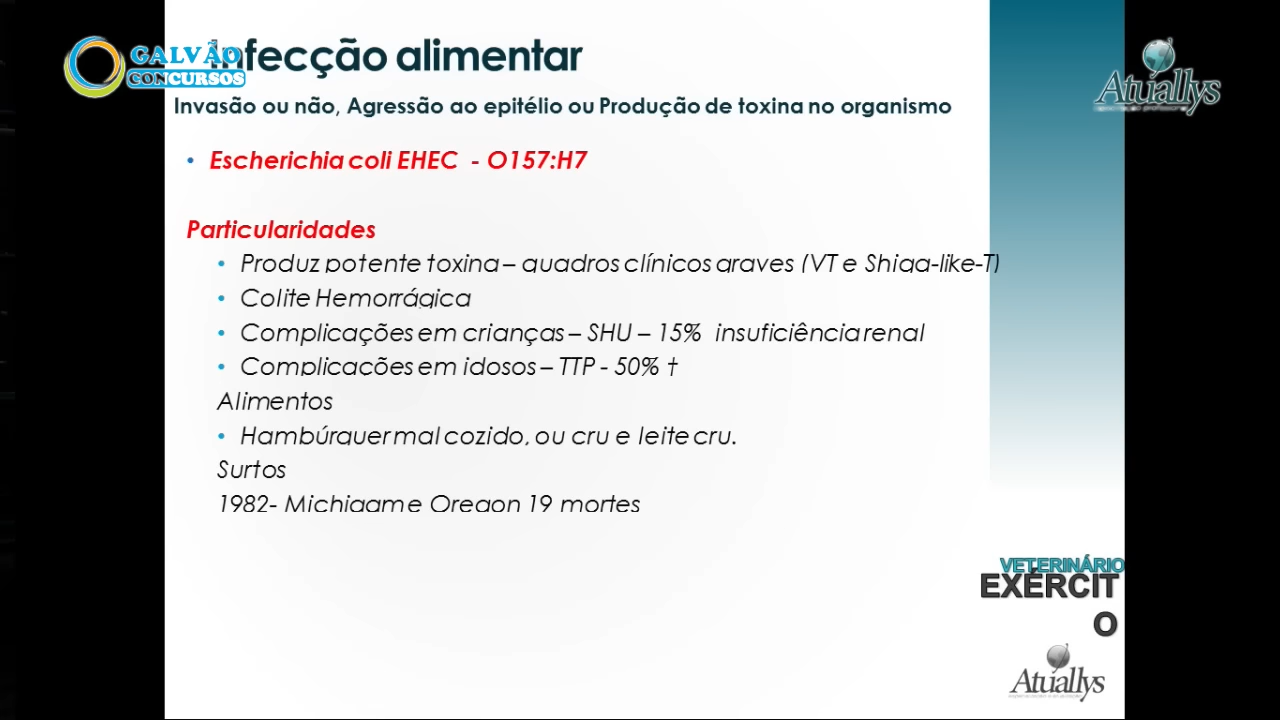 GALVÃO
CONCURSOS
Infecção alimentar
Atuallys
Invasão ou não, Agressão ao epitélio ou Produção de toxina no organismo
• Escherichia coli EHEC - O157:H7
Particularidades
• Produz potente toxina – quadros clínicos graves (VT e Shiga-like-T)
• Colite Hemorrágica
• Complicações em crianças – SHU – 15% insuficiência renal
• Complicações em idosos – TTP - 50% †
Alimentos
• Hambúrguer mal cozido, ou cru e leite cru.
Surtos
1982- Michigam e Oregon 19 mortes
VETERINÁRIO
EXÉRCIT
O
Atuallys